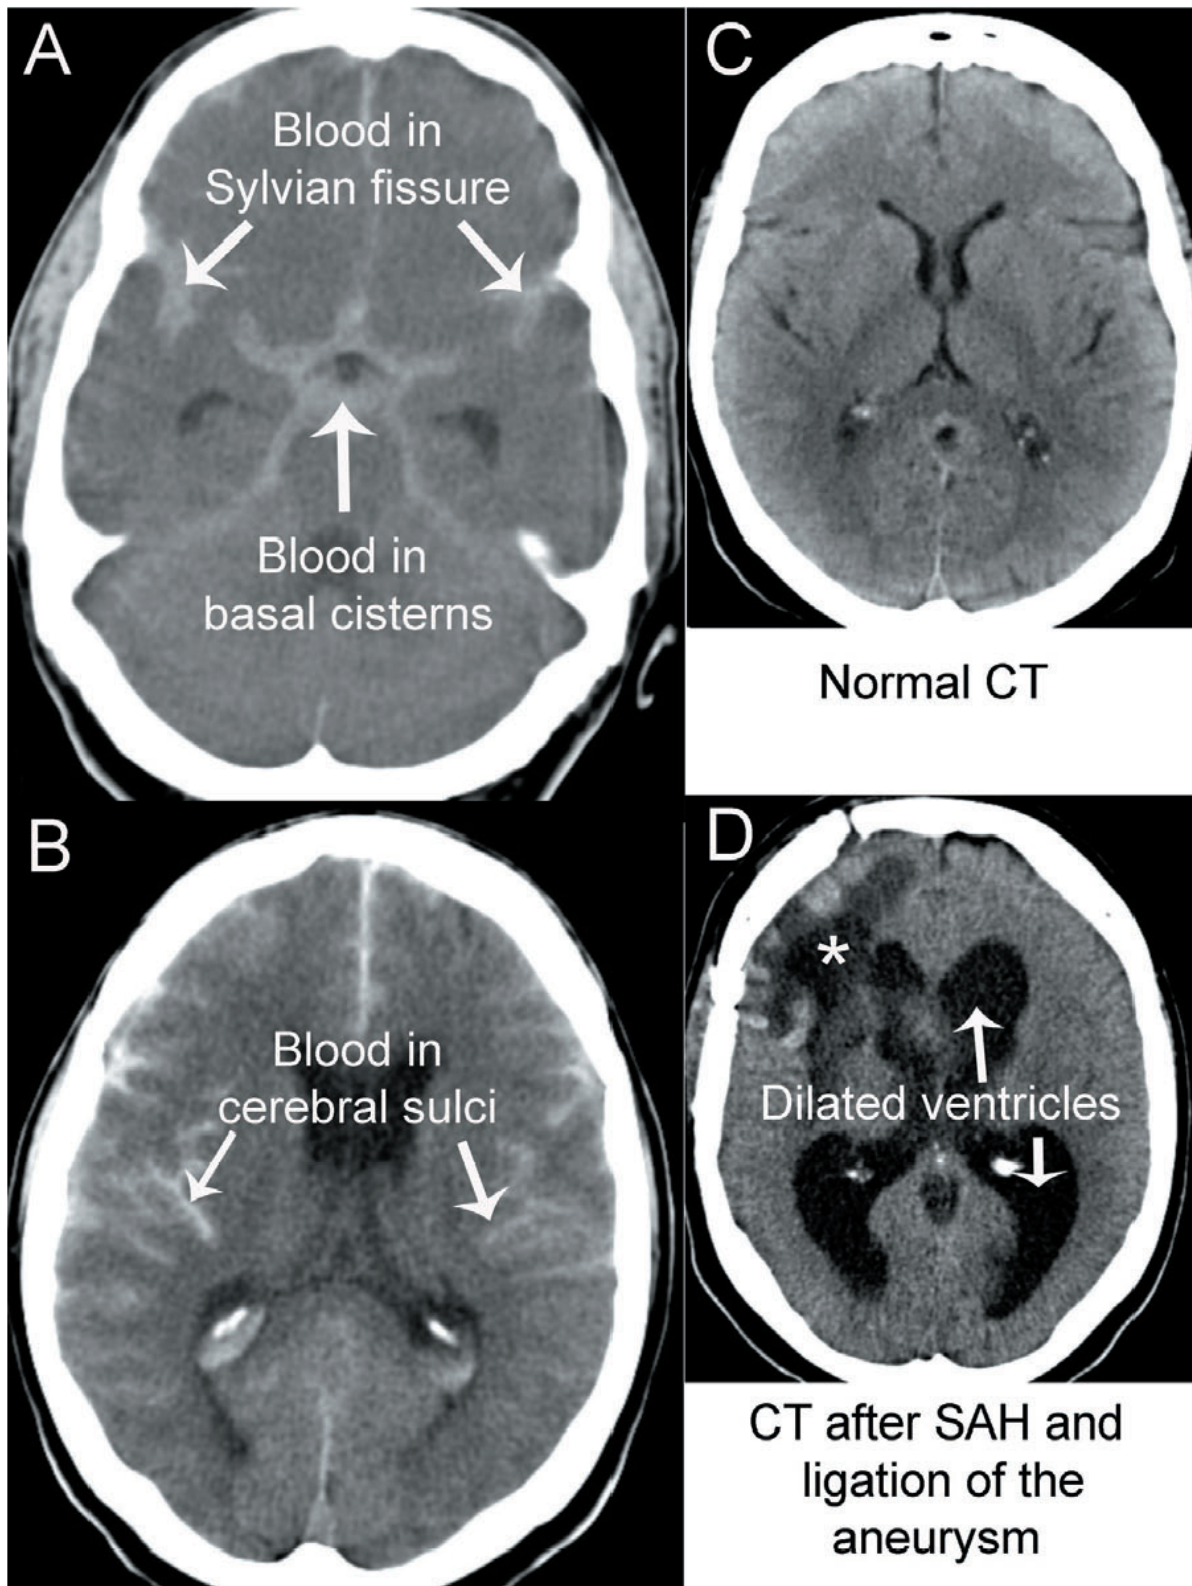 A
Blood in
Sylvian fissure
Blood in
basal cisterns
B
Blood in
cerebral sulci
C
Normal CT
D
*
Dilated ventricles
CT after SAH and
ligation of the
aneurysm